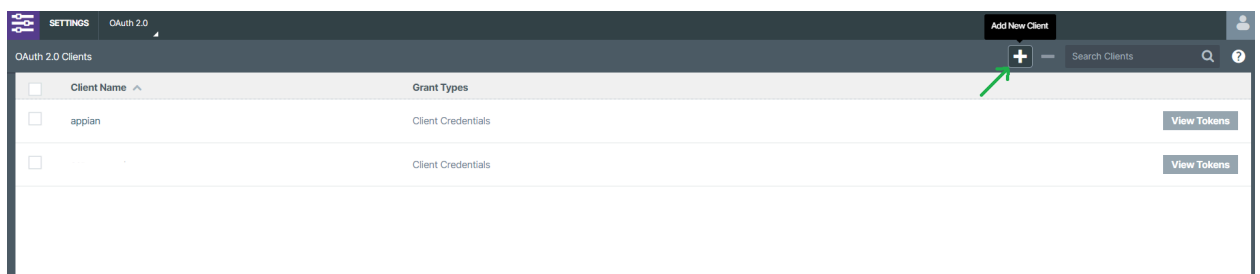 SETTINGS OAuth 2.0
Add New Client
OAuth 2.0 Clients Search Clients
Client Name Grant Types
appian Client Credentials View Tokens
Client Credentials View Tokens